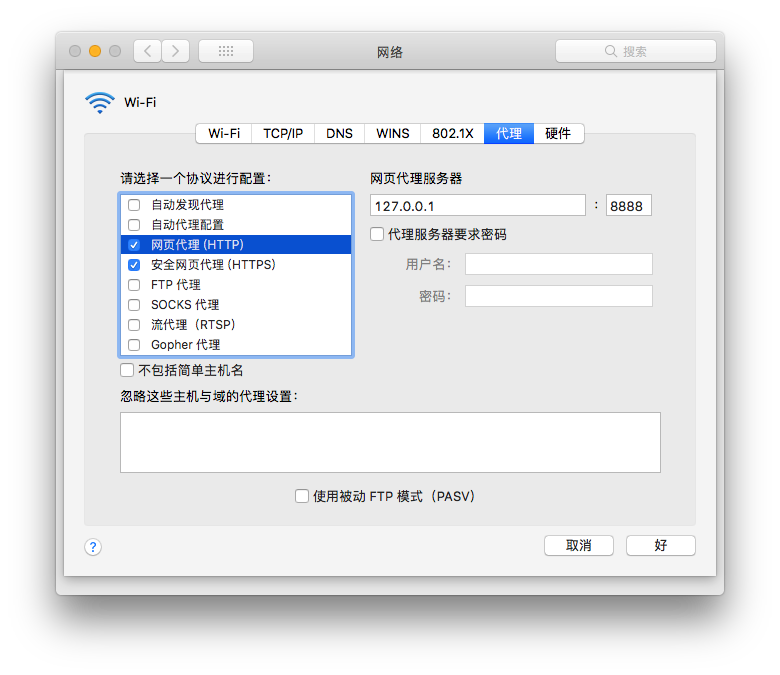 网络
搜索
Wi-Fi
Wi-Fi TCP/IP DNS WINS 802.1X 代理 硬件
请选择一个协议进行配置：
自动发现代理
自动代理配置
网页代理 (HTTP)
安全网页代理 (HTTPS)
FTP 代理
SOCKS 代理
流代理（RTSP）
Gopher 代理
不包括简单主机名
网页代理服务器
127.0.0.1 : 8888
代理服务器要求密码
用户名：
密码：
忽略这些主机与域的代理设置：
使用被动 FTP 模式（PASV）
?
取消
好